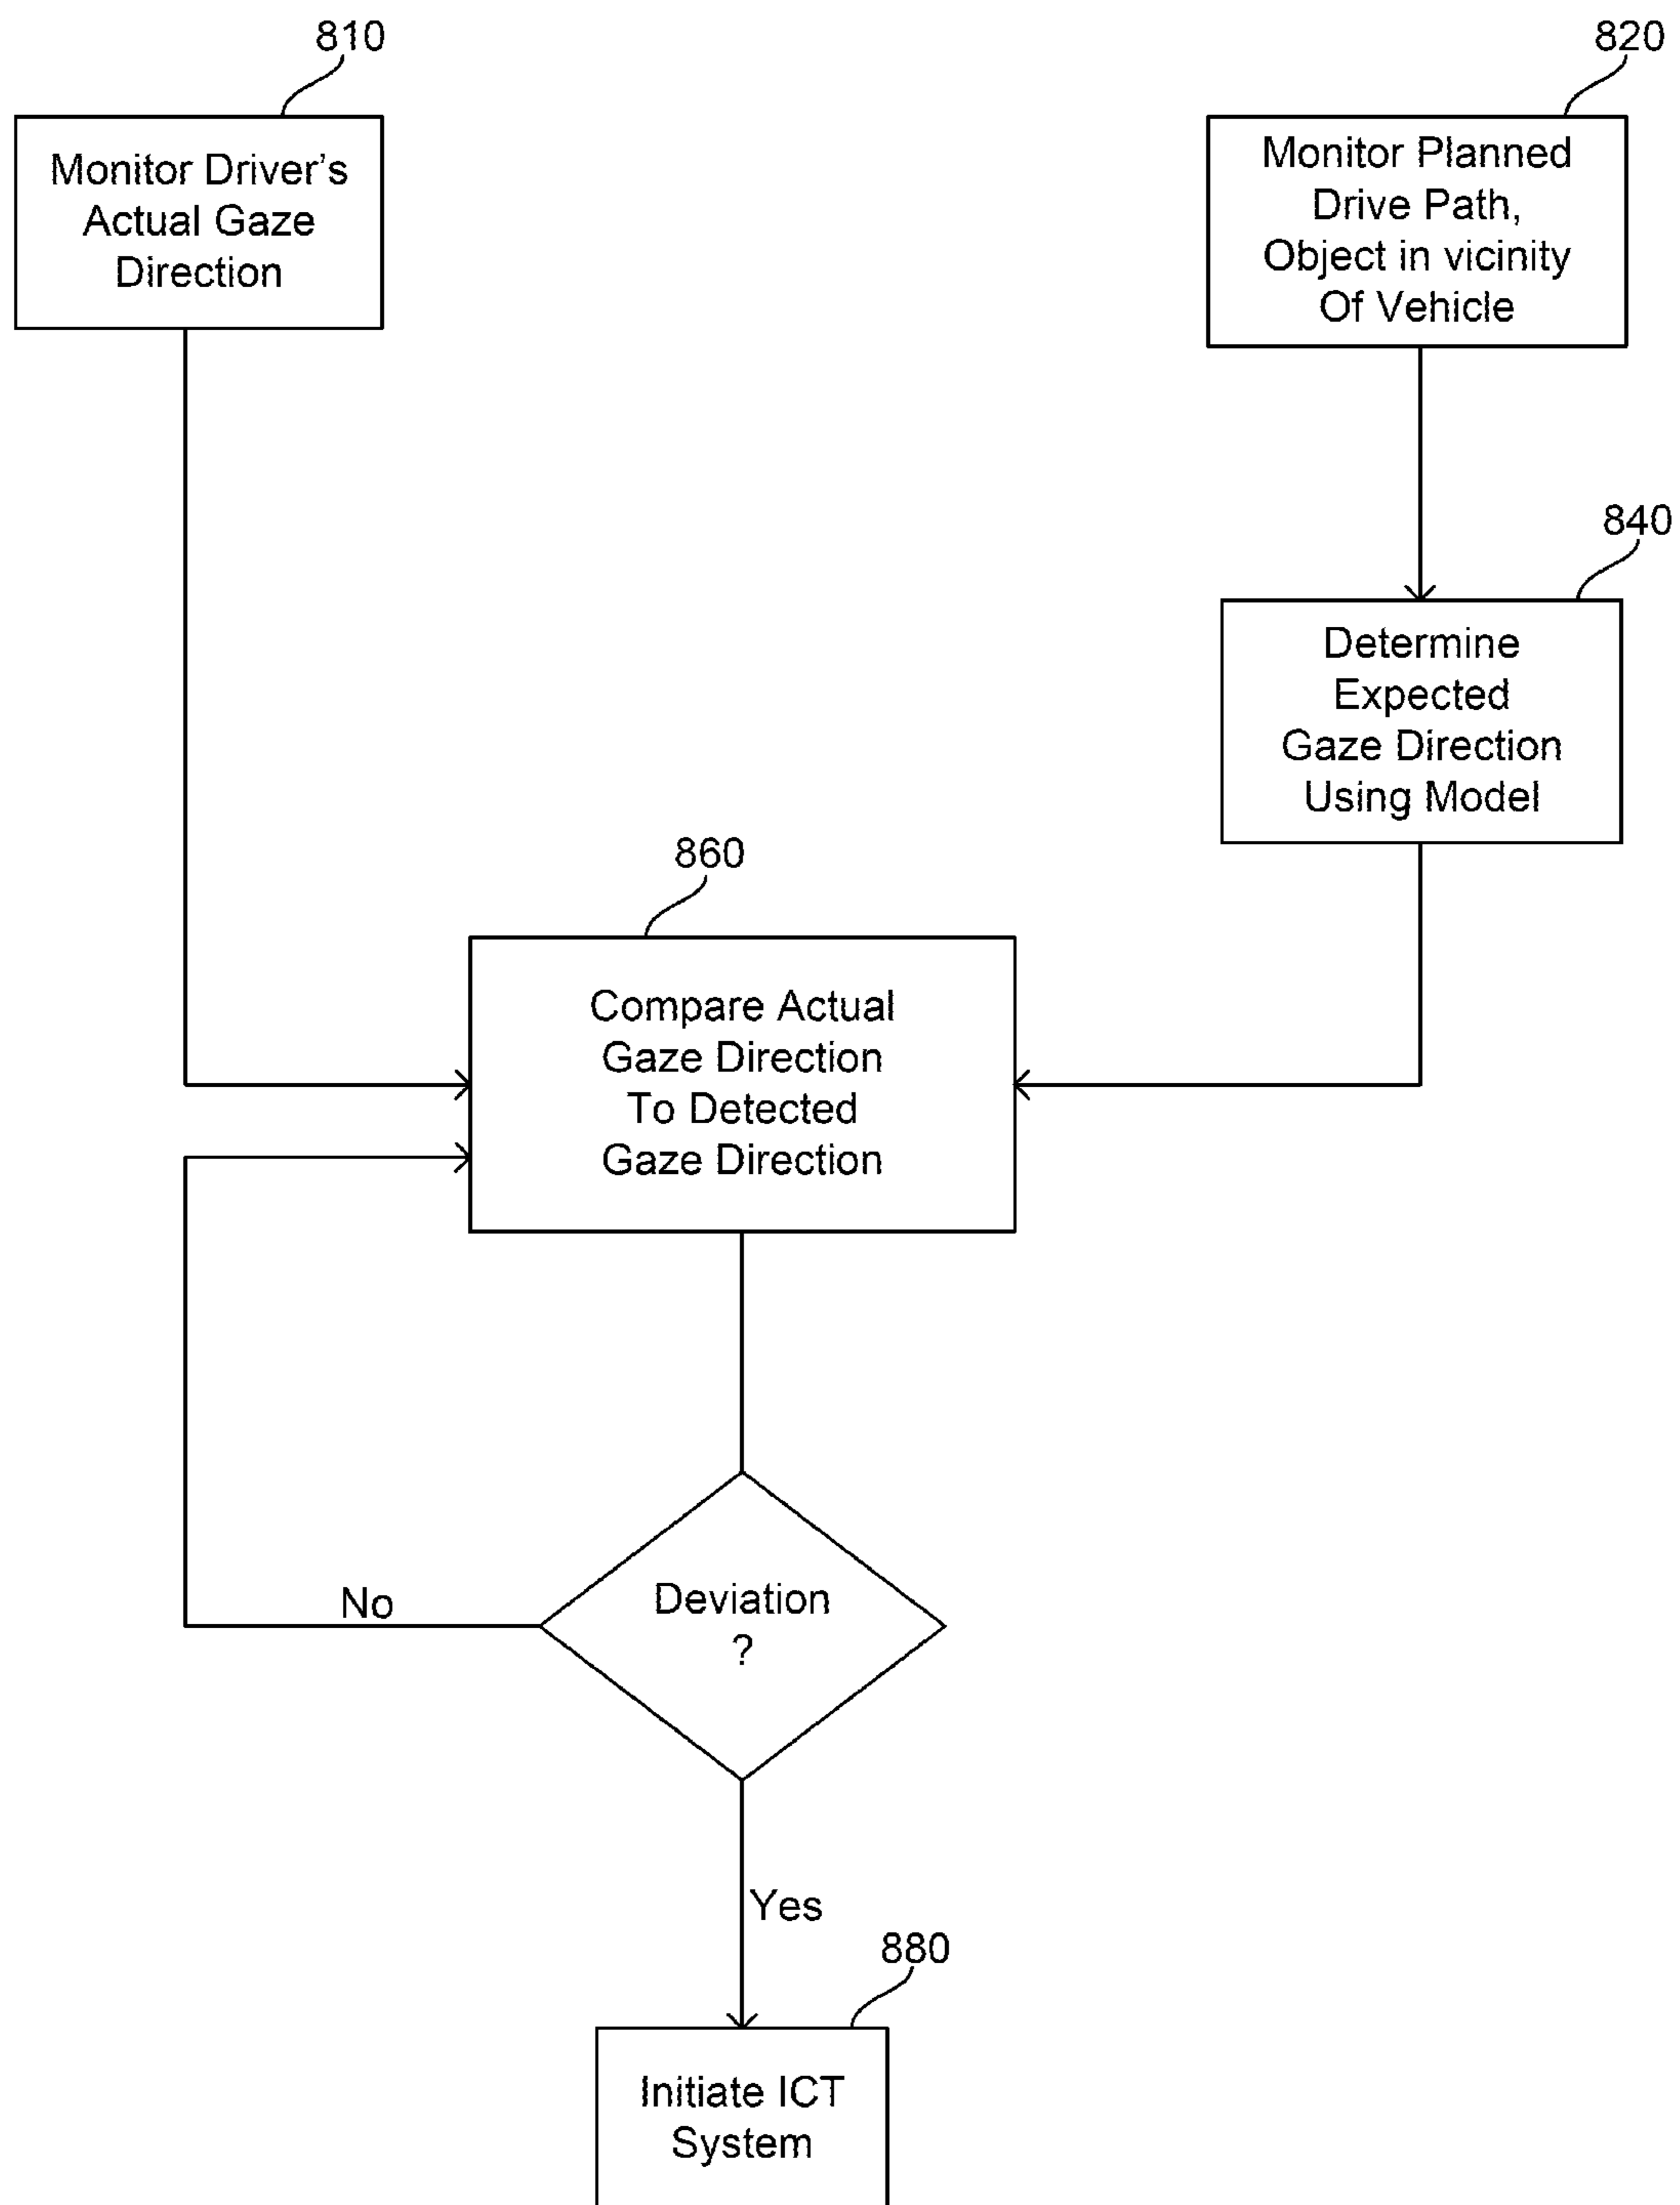 810
Monitor Driver's
Actual Gaze
Direction
820
Monitor Planned
Drive Path,
Object in vicinity
Of Vehicle
840
Determine
Expected
Gaze Direction
Using Model
860
Compare Actual
Gaze Direction
To Detected
Gaze Direction
Deviation
?
No
Yes
880
Initiate ICT
System